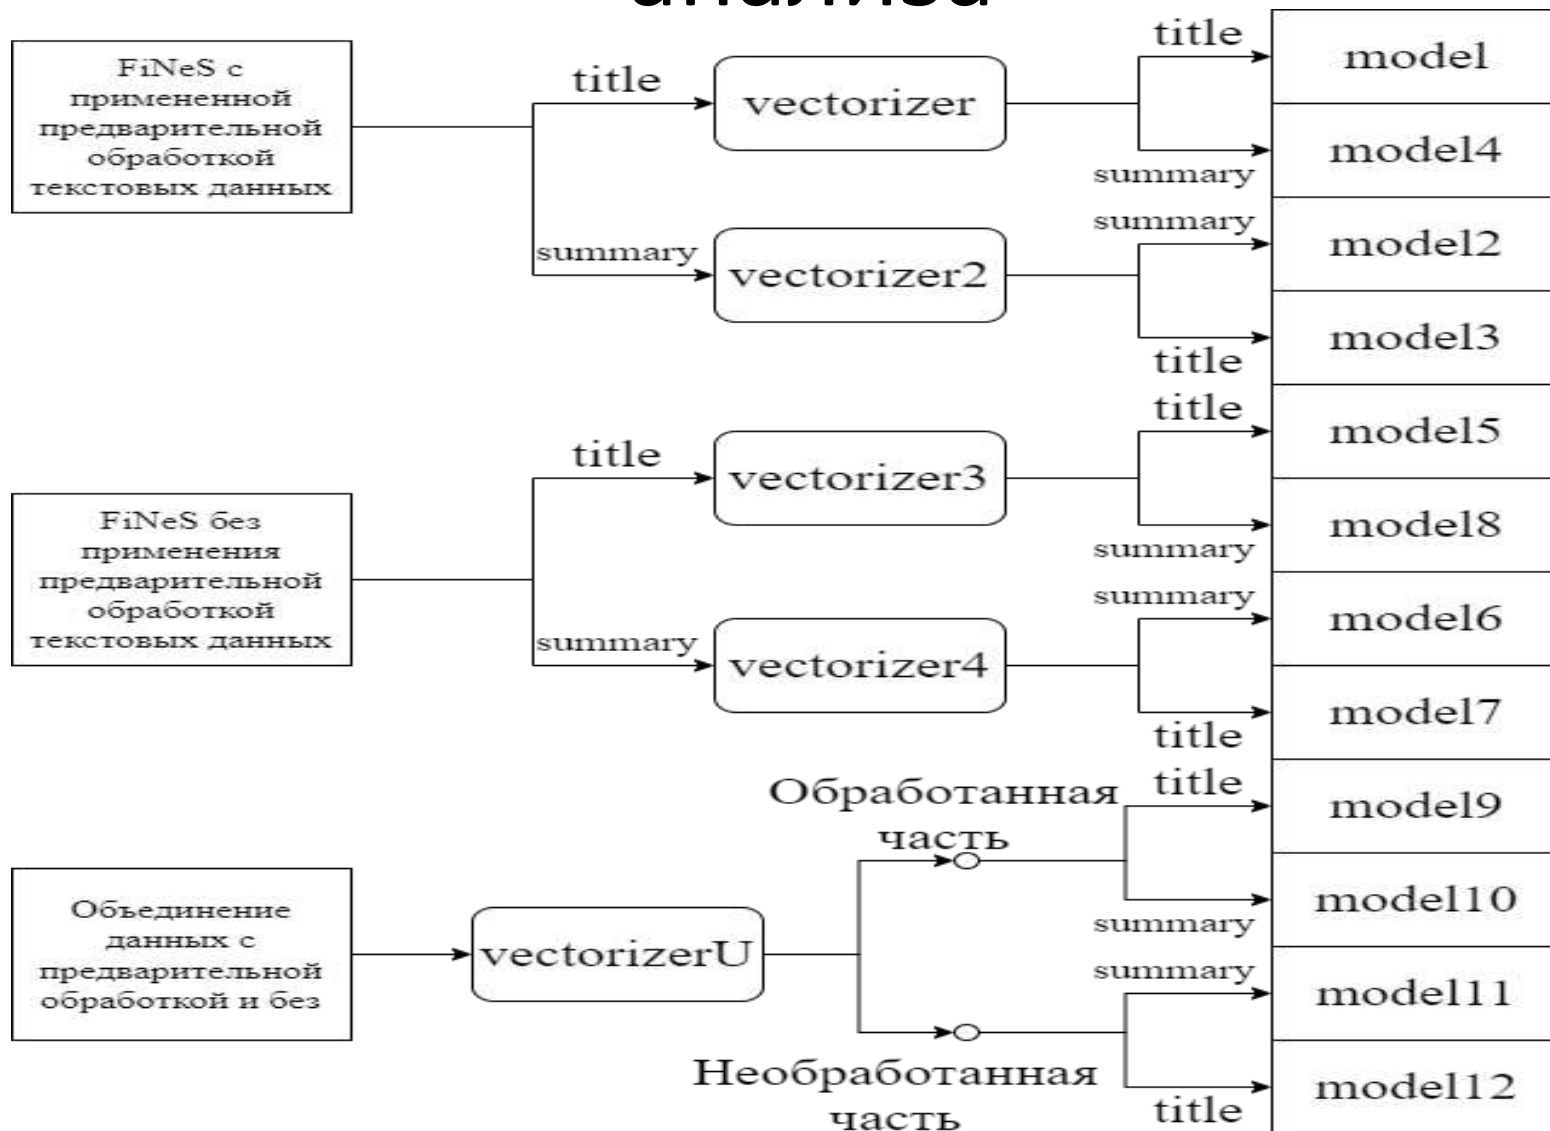 анализа
FiNeS с
примененной
предварительной
обработкой
текстовых данных
title
summary
vectorizer
vectorizer2
title
summary
summary
title
model
model4
model2
model3
FiNeS без
применения
предварительной
обработкой
текстовых данных
title
summary
vectorizer3
vectorizer4
title
summary
summary
title
model5
model8
model6
model7
Объединение
данных с
предварительной
обработкой и без
vectorizerU
Обработанная
часть
Необработанная
часть
title
summary
summary
title
model9
model10
model11
model12